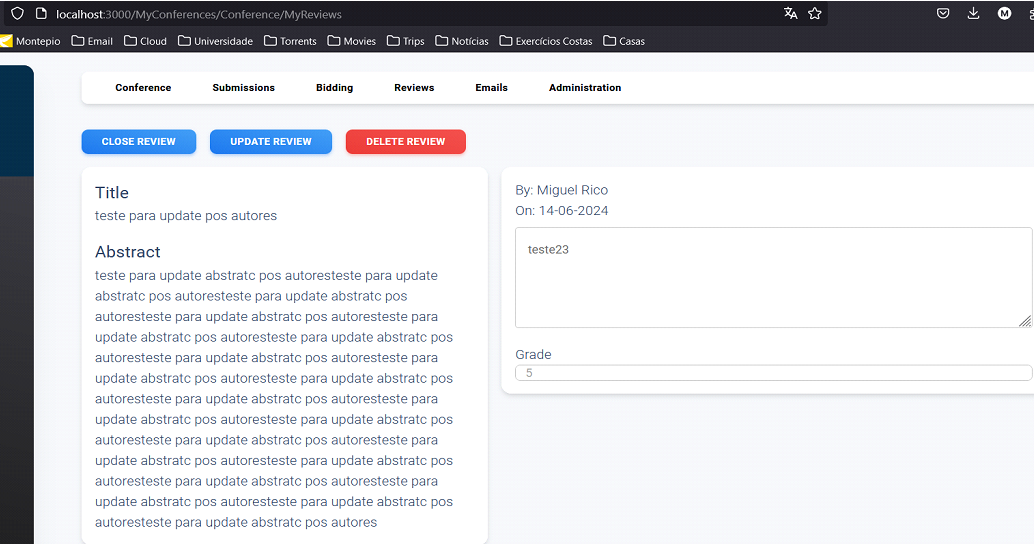 localhost:3000/MyConferences/Conference/MyReviews
Montepio Email Cloud Universidade Torrents Movies Trips Notícias Exercícios Costas Casas
Conference Submissions Bidding Reviews Emails Administration
CLOSE REVIEW UPDATE REVIEW DELETE REVIEW
Title
teste para update pos autores
Abstract
teste para update abstratc pos autoresteste para update
abstratc pos autoresteste para update abstratc pos
autoresteste para update abstratc pos autoresteste para
update abstratc pos autoresteste para update abstratc pos
autoresteste para update abstratc pos autoresteste para
update abstratc pos autoresteste para update abstratc pos
autoresteste para update abstratc pos autoresteste para
update abstratc pos autoresteste para update abstratc pos
autoresteste para update abstratc pos autoresteste para
update abstratc pos autoresteste para update abstratc pos
autoresteste para update abstratc pos autoresteste para
update abstratc pos autoresteste para update abstratc pos
autoresteste para update abstratc pos autores
By: Miguel Rico
On: 14-06-2024
teste23
Grade
5